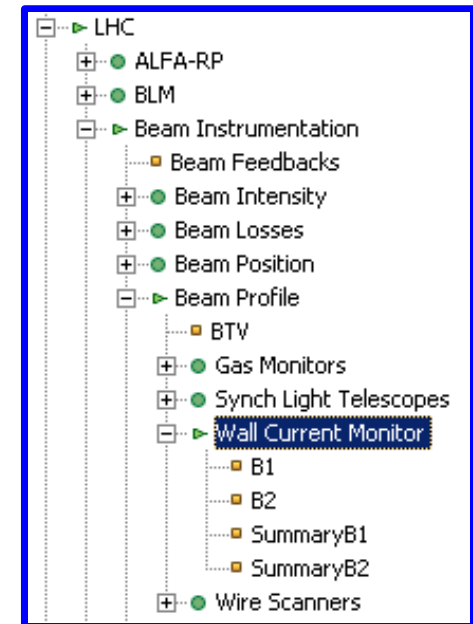 LHC
ALFA-RP
BLM
Beam Instrumentation
Beam Feedbacks
Beam Intensity
Beam Losses
Beam Position
Beam Profile
BTV
Gas Monitors
Synch Light Telescopes
Wall Current Monitor
B1
B2
SummaryB1
SummaryB2
Wire Scanners